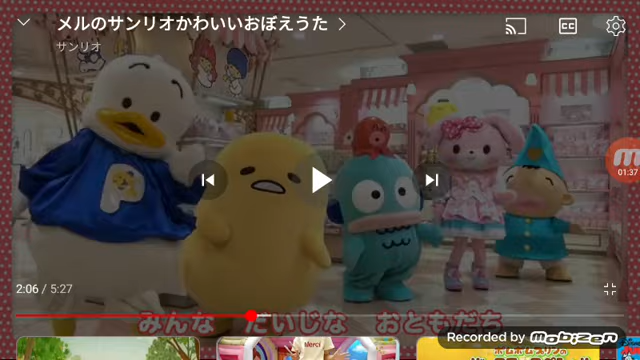 メルのサンリオかわいいおぼえうた
サンリオ
CC
P
01:37
2:06 / 5:27
みんな だいじな おともだち
Recorded by mobizen
Merci